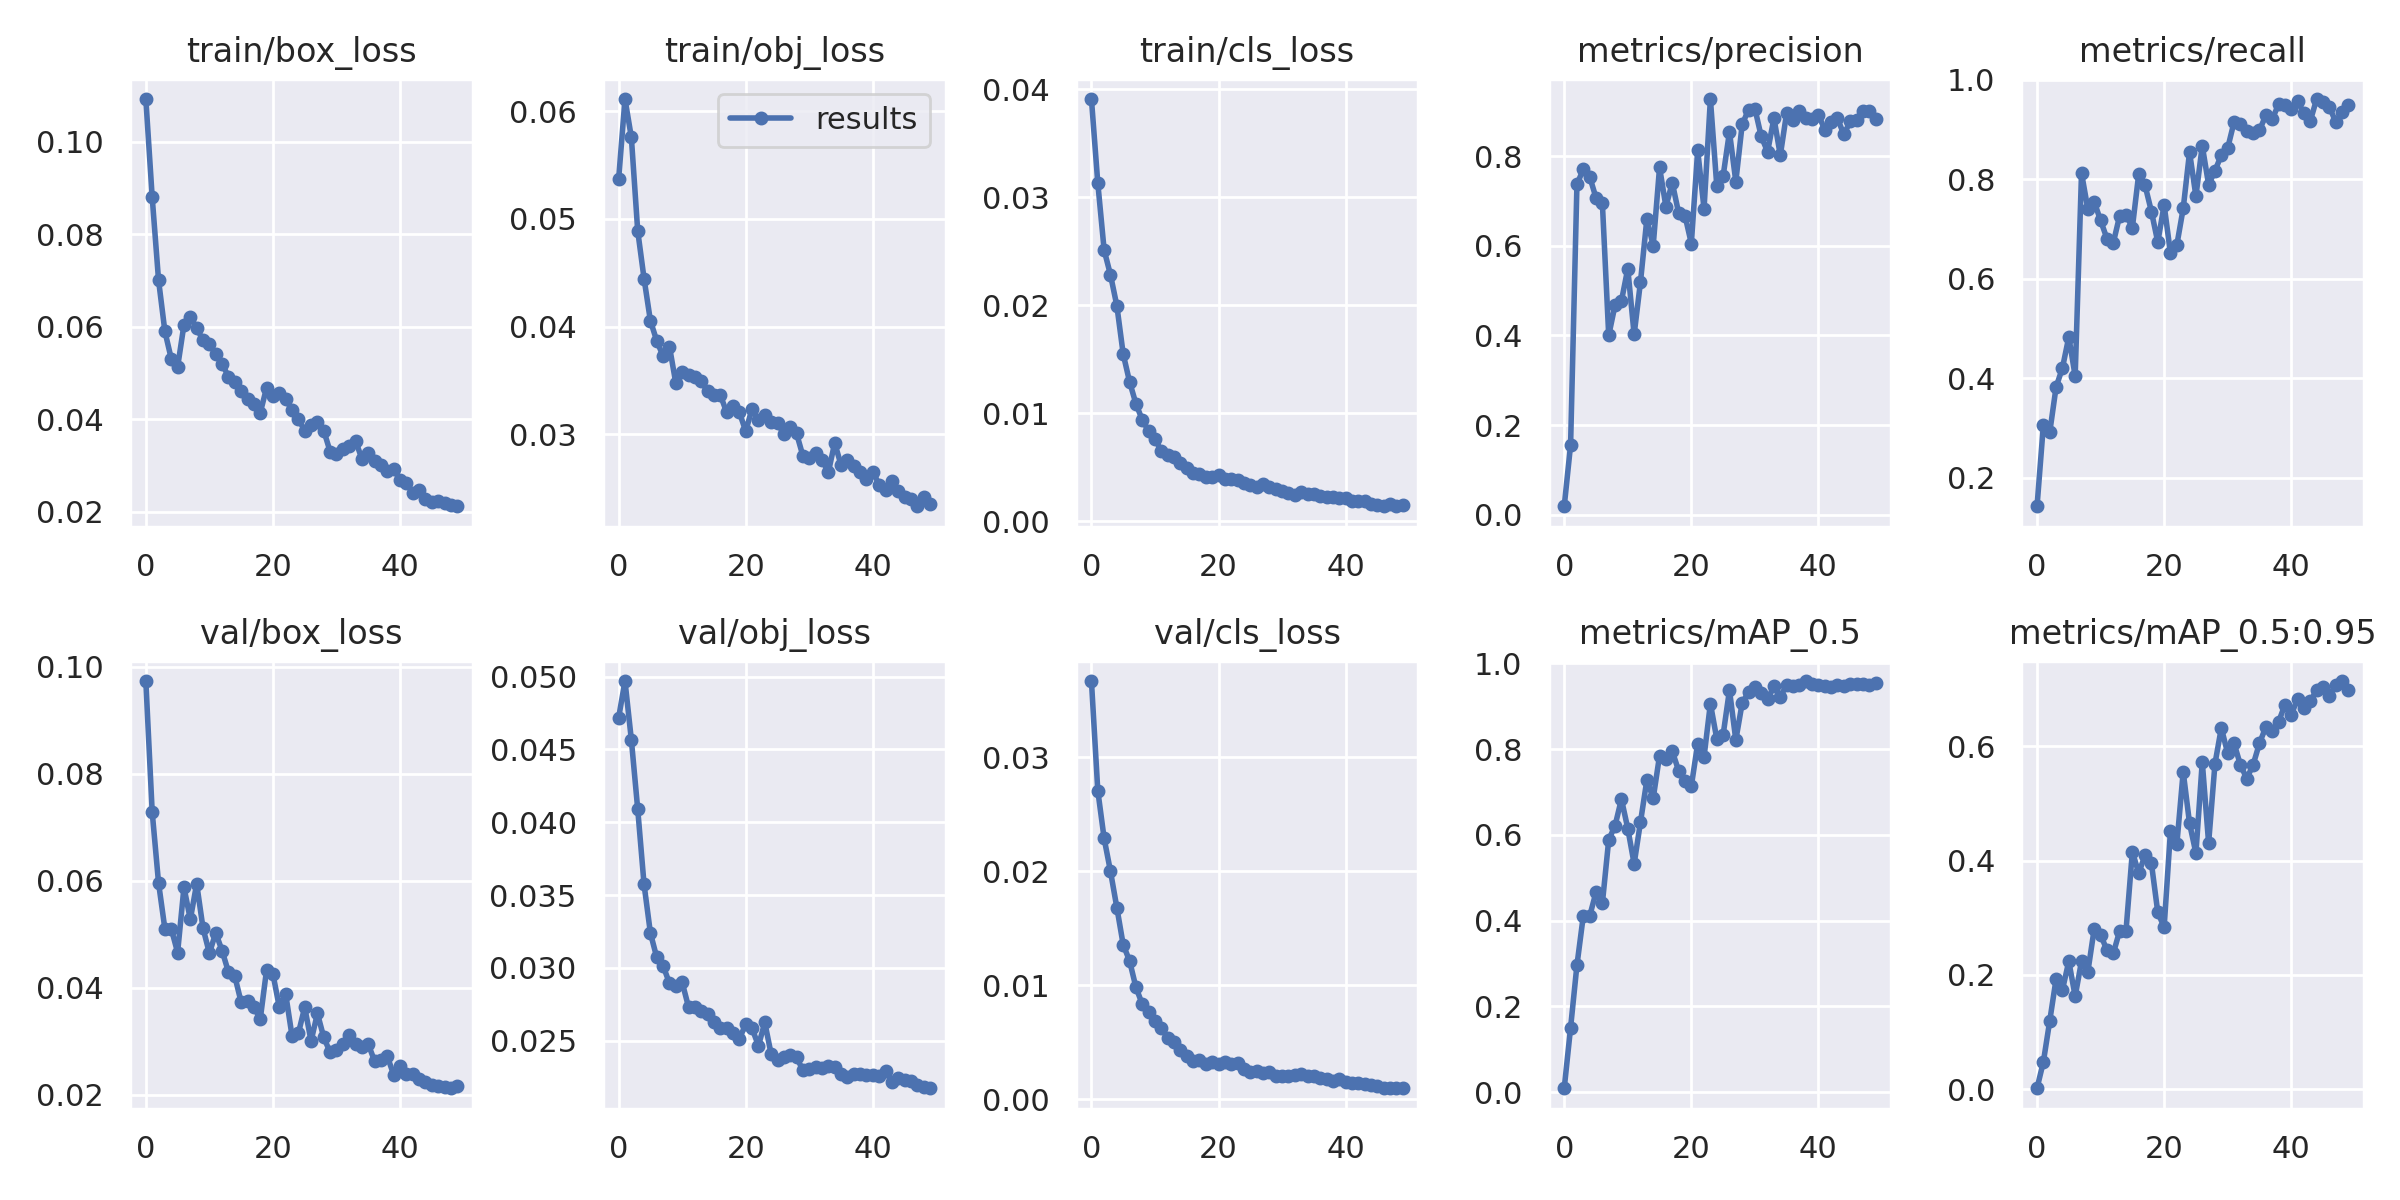 train/box_loss
0.10
0.08
0.06
0.04
0.02
0 20 40
train/obj_loss
results
0.06
0.05
0.04
0.03
0 20 40
train/cls_loss
0.04
0.03
0.02
0.01
0.00
0 20 40
metrics/precision
0.8
0.6
0.4
0.2
0.0
0 20 40
metrics/recall
1.0
0.8
0.6
0.4
0.2
0 20 40
val/box_loss
0.10
0.08
0.06
0.04
0.02
0 20 40
val/obj_loss
0.050
0.045
0.040
0.035
0.030
0.025
0 20 40
val/cls_loss
0.03
0.02
0.01
0.00
0 20 40
metrics/mAP_0.5
1.0
0.8
0.6
0.4
0.2
0.0
0 20 40
metrics/mAP_0.5:0.95
0.6
0.4
0.2
0.0
0 20 40